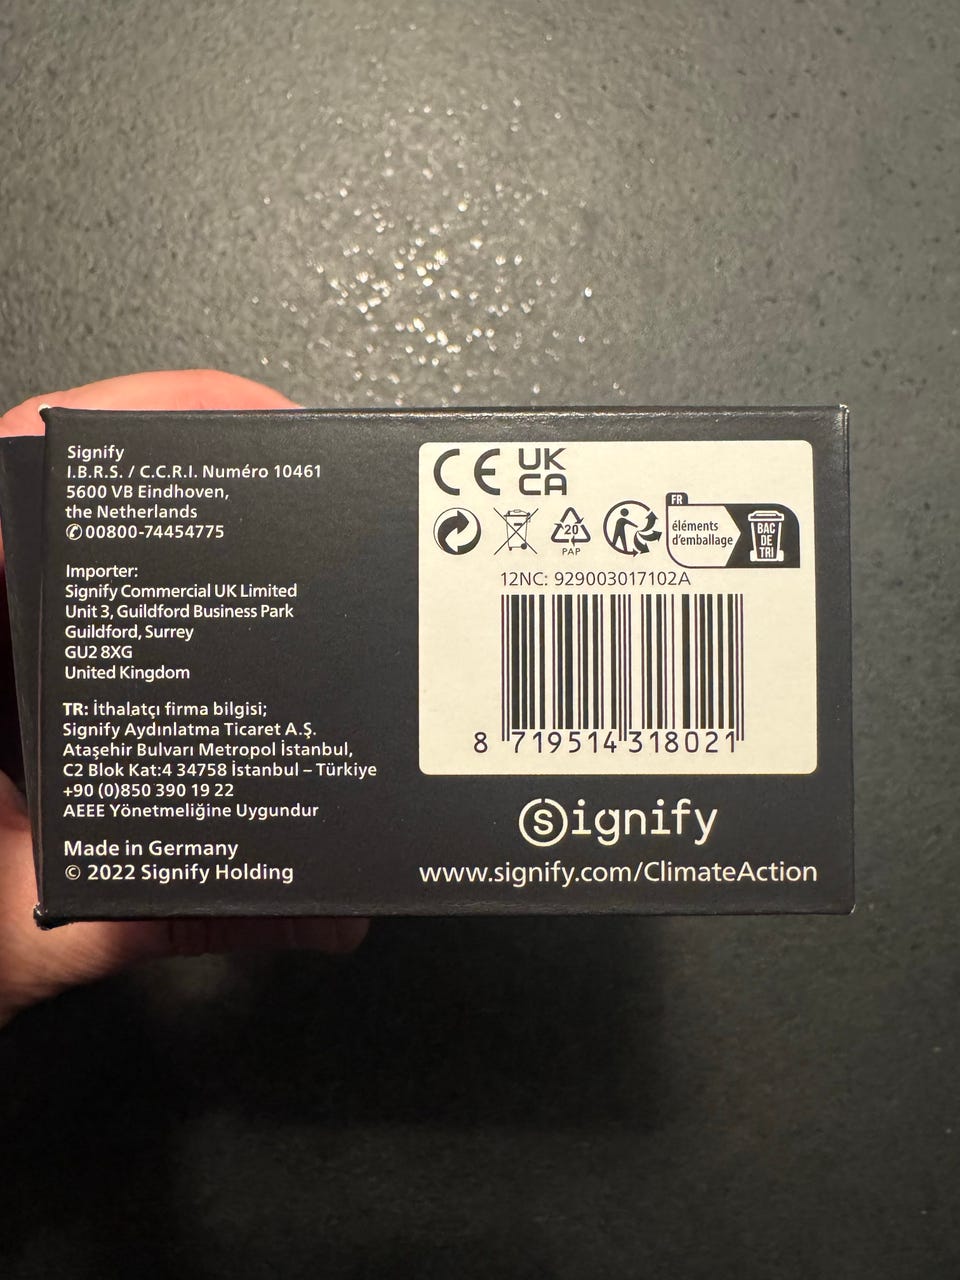 Signify
I.B.R.S. / C.C.R.I. Numéro 10461
5600 VB Eindhoven,
the Netherlands
✆00800-74454775
Importer:
Signify Commercial UK Limited
Unit 3, Guildford Business Park
Guildford, Surrey
GU2 8XG
United Kingdom
TR: İthalatçı firma bilgisi;
Signify Aydınlatma Ticaret A.Ş.
Ataşehir Bulvarı Metropol İstanbul,
C2 Blok Kat:4 34758 İstanbul – Türkiye
+90 (0)850 390 19 22
AEEE Yönetmeliğine Uygundur
Made in Germany
© 2022 Signify Holding
CE UK
CA
20
PAP
FR
éléments
d'emballage
BAC
DE
TRI
12NC: 929003017102A
8 719514 318021
Signify
www.signify.com/ClimateAction